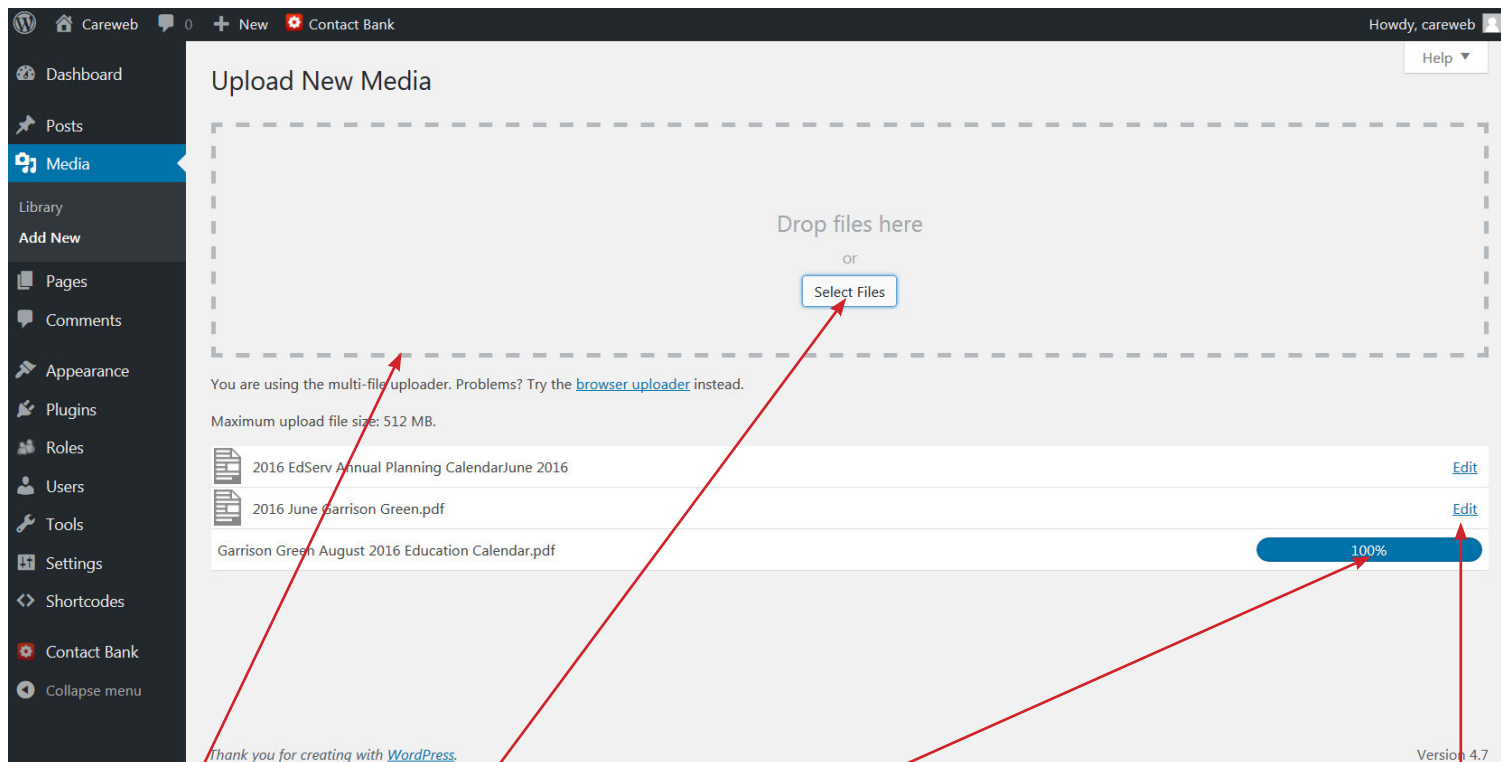 Careweb 0 New Contact Bank Howdy, careweb
Help
Dashboard
Posts
Media
Library
Add New
Pages
Comments
Appearance
Plugins
Roles
Users
Tools
Settings
Shortcodes
Contact Bank
Collapse menu
Upload New Media
Drop files here
or
Select Files
You are using the multi-file uploader. Problems? Try the browser uploader instead.
Maximum upload file size: 512 MB.
2016 EdServ Annual Planning CalendarJune 2016 Edit
2016 June Garrison Green.pdf Edit
Garrison Green August 2016 Education Calendar.pdf 100%
Thank you for creating with WordPress. Version 4.7